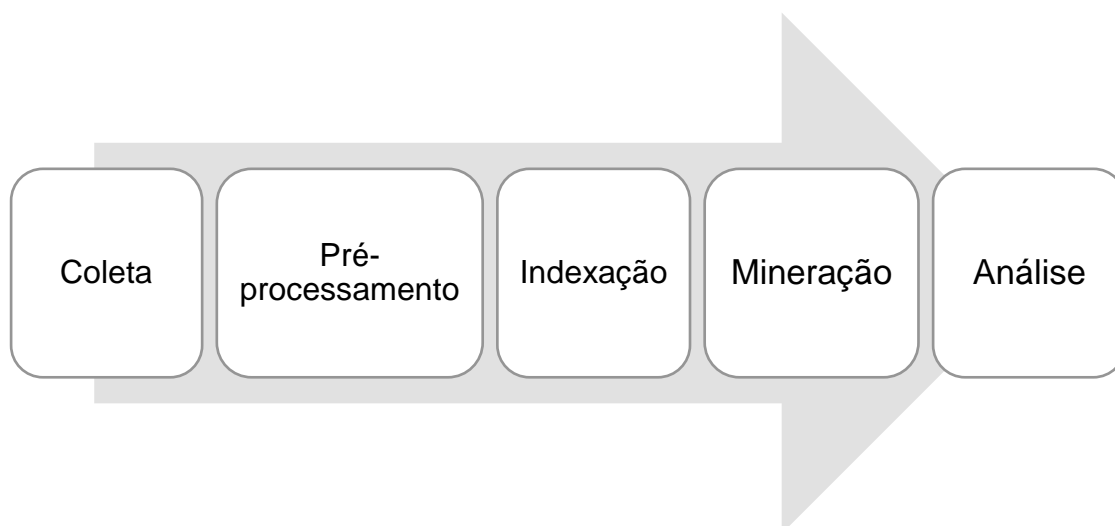 Coleta
Pré-
processamento
Indexação
Mineração
Análise